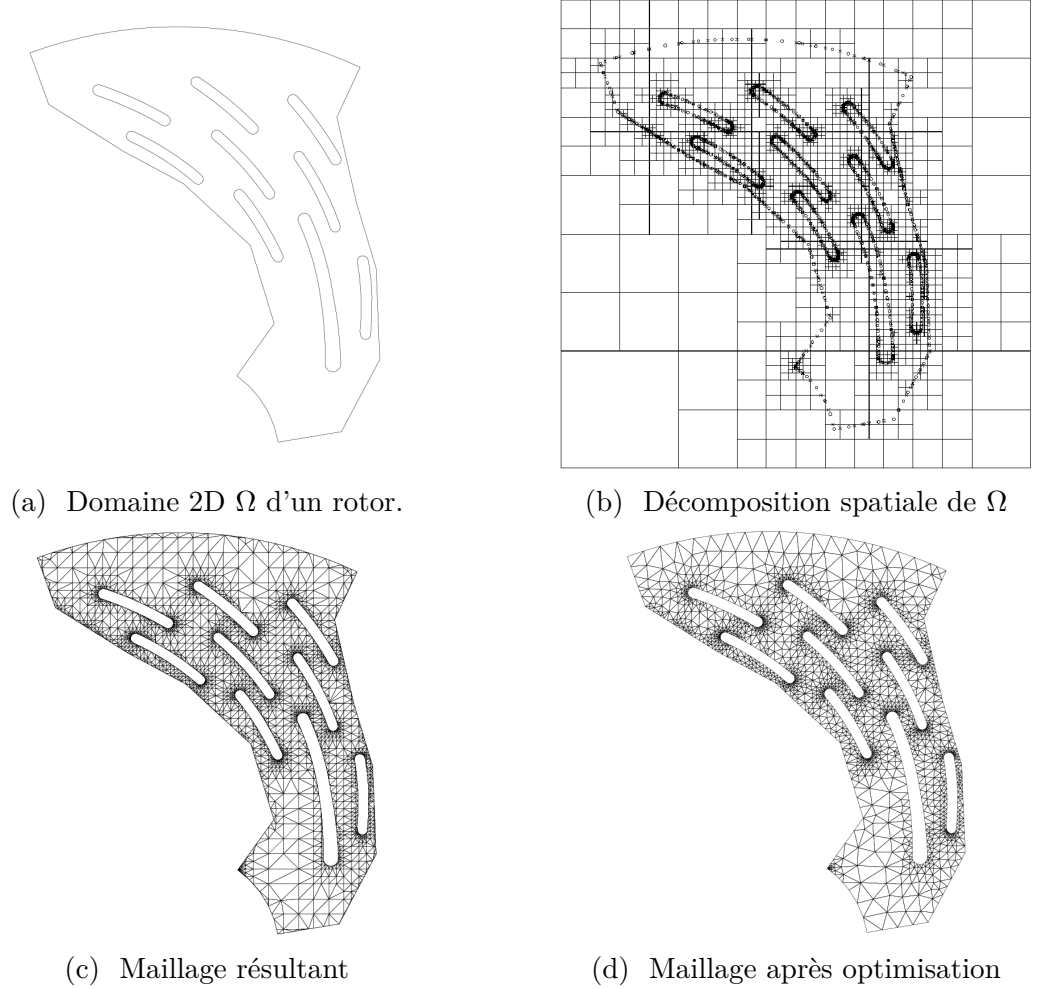 (a) Domaine 2D Ω d'un rotor.
(b) Décomposition spatiale de Ω
(c) Maillage résultant
(d) Maillage après optimisation